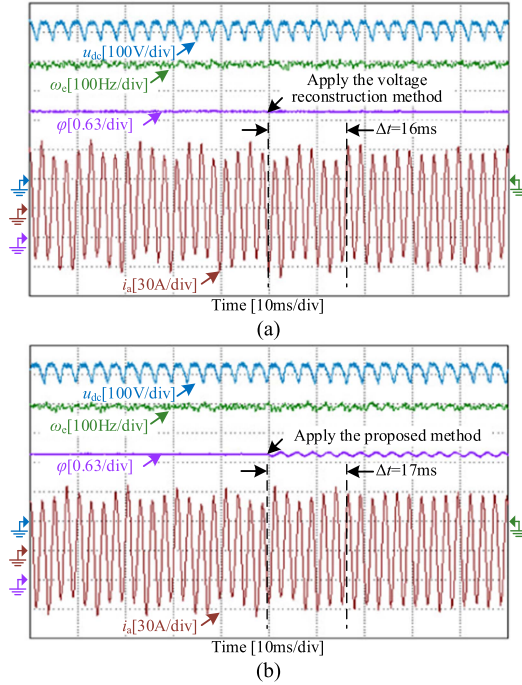 u_dc[100V/div]
ω_e[100Hz/div]
Apply the voltage
reconstruction method
φ[0.63/div]
Δt=16ms
i_a[30A/div]
Time [10ms/div]
(a)
u_dc[100V/div]
ω_e[100Hz/div]
Apply the proposed method
φ[0.63/div]
Δt=17ms
i_a[30A/div]
Time [10ms/div]
(b)